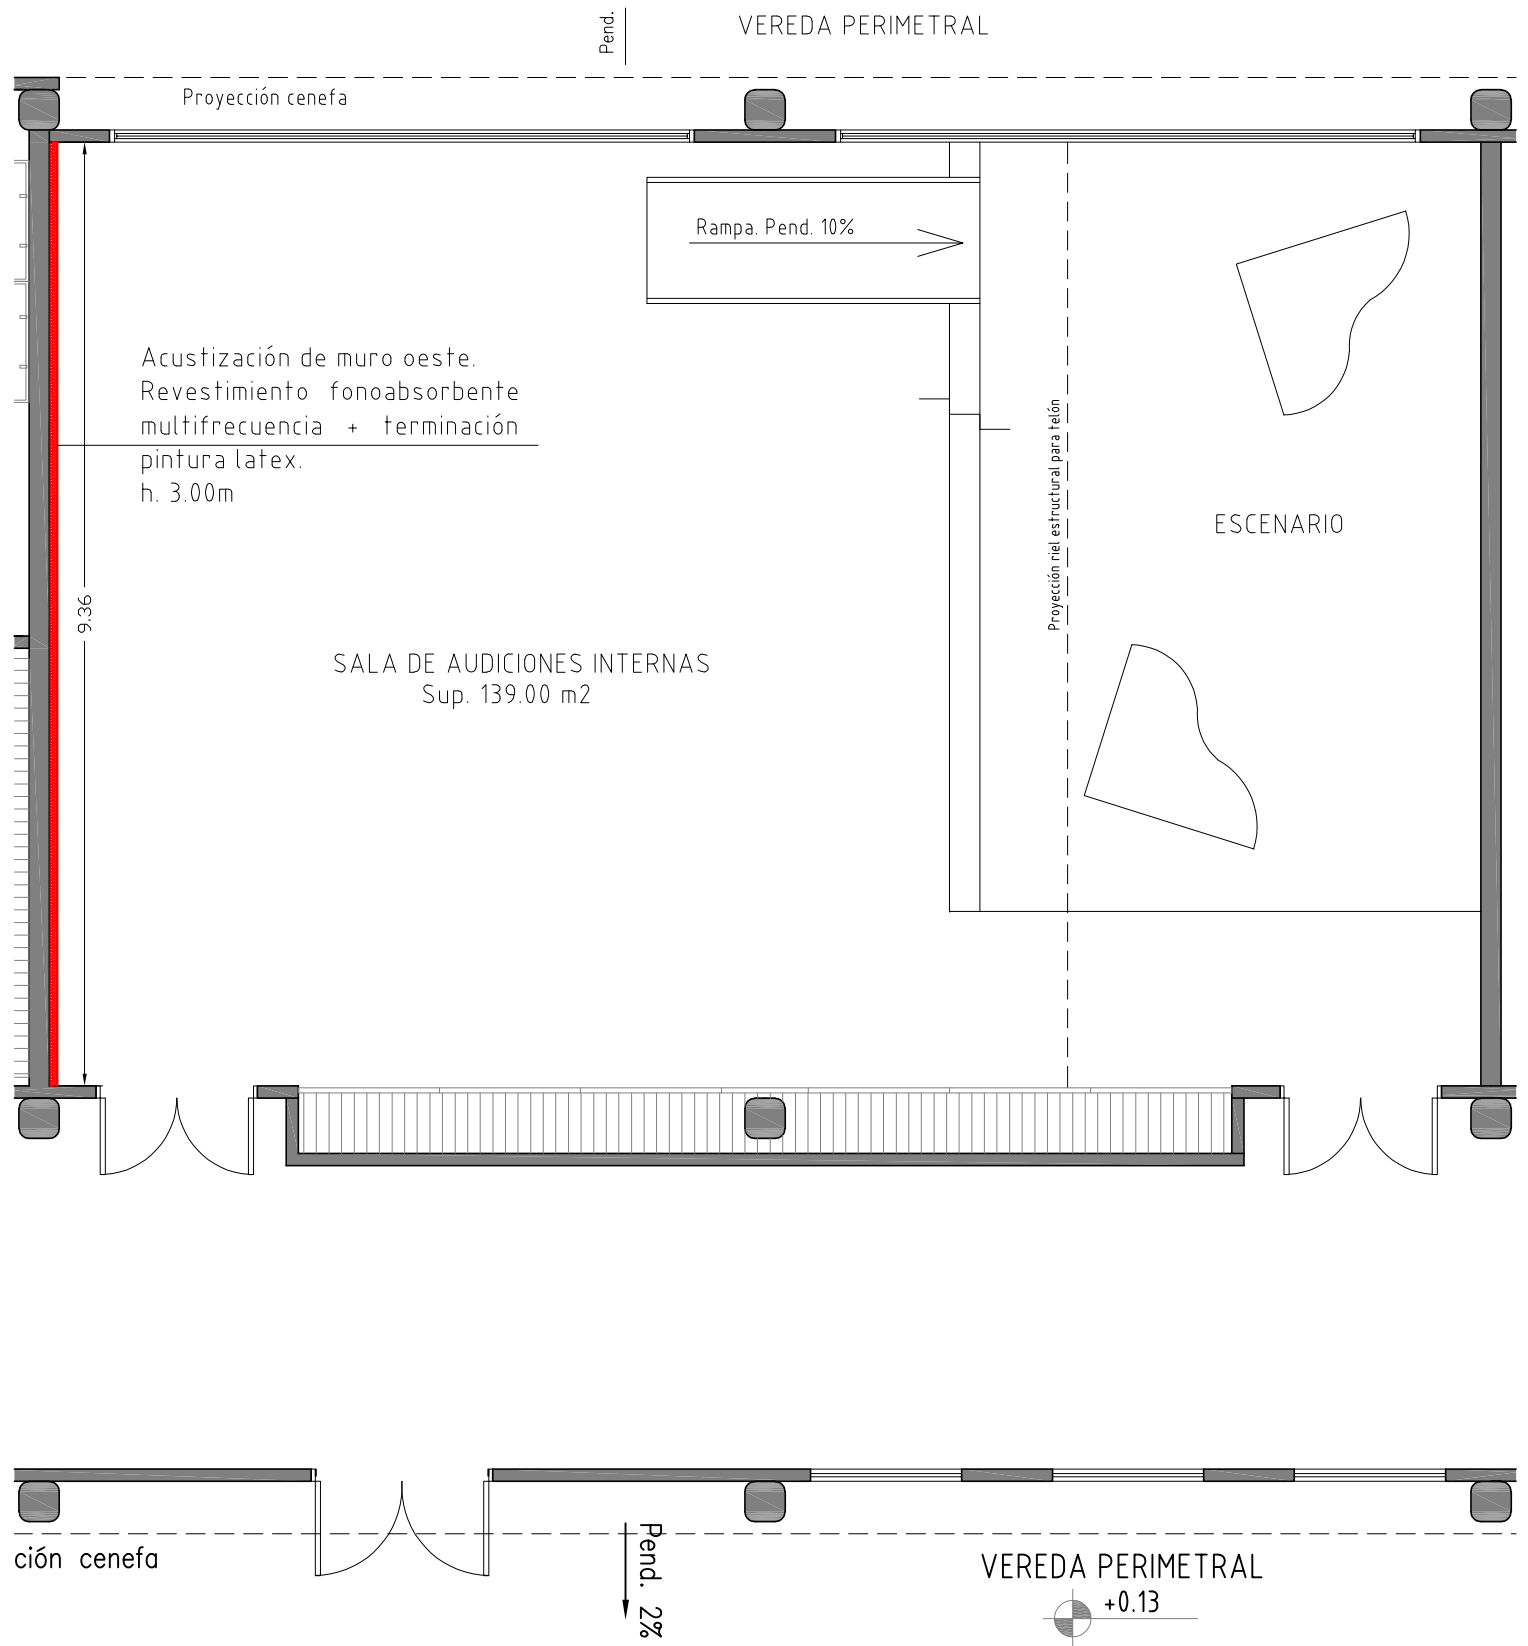 Pend.
VEREDA PERIMETRAL
Proyección cenefa
Rampa. Pend. 10%
Acustización de muro oeste.
Revestimiento fonoabsorbente
multifrecuencia + terminación
pintura latex.
h. 3.00m
Proyección riel estructural para telón
ESCENARIO
9.36
SALA DE AUDICIONES INTERNAS
Sup. 139.00 m2
ción cenefa
Pend. 2%
VEREDA PERIMETRAL
+0.13